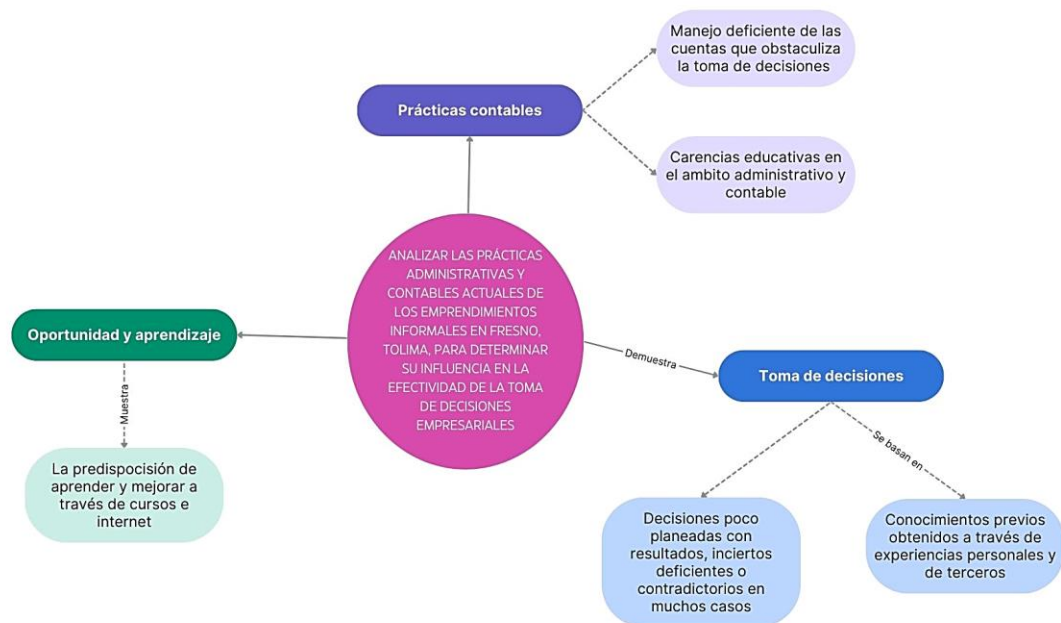 Manejo deficiente de las
cuentas que obstaculiza
la toma de decisiones
Prácticas contables
Carencias educativas en
el ambito administrativo y
contable
ANALIZAR LAS PRÁCTICAS
ADMINISTRATIVAS Y
CONTABLES ACTUALES DE
LOS EMPRENDIMIENTOS
INFORMALES EN FRESNO,
TOLIMA, PARA DETERMINAR
SU INFLUENCIA EN LA
EFECTIVIDAD DE LA TOMA
DE DECISIONES
EMPRESARIALES
Oportunidad y aprendizaje
Muestra
La predispocisión de
aprender y mejorar a
través de cursos e
internet
Demuestra
Toma de decisiones
Se basan en
Decisiones poco
planeadas con
resultados, inciertos
deficientes o
contradictorios en
muchos casos
Conocimientos previos
obtenidos a través de
experiencias personales y
de terceros